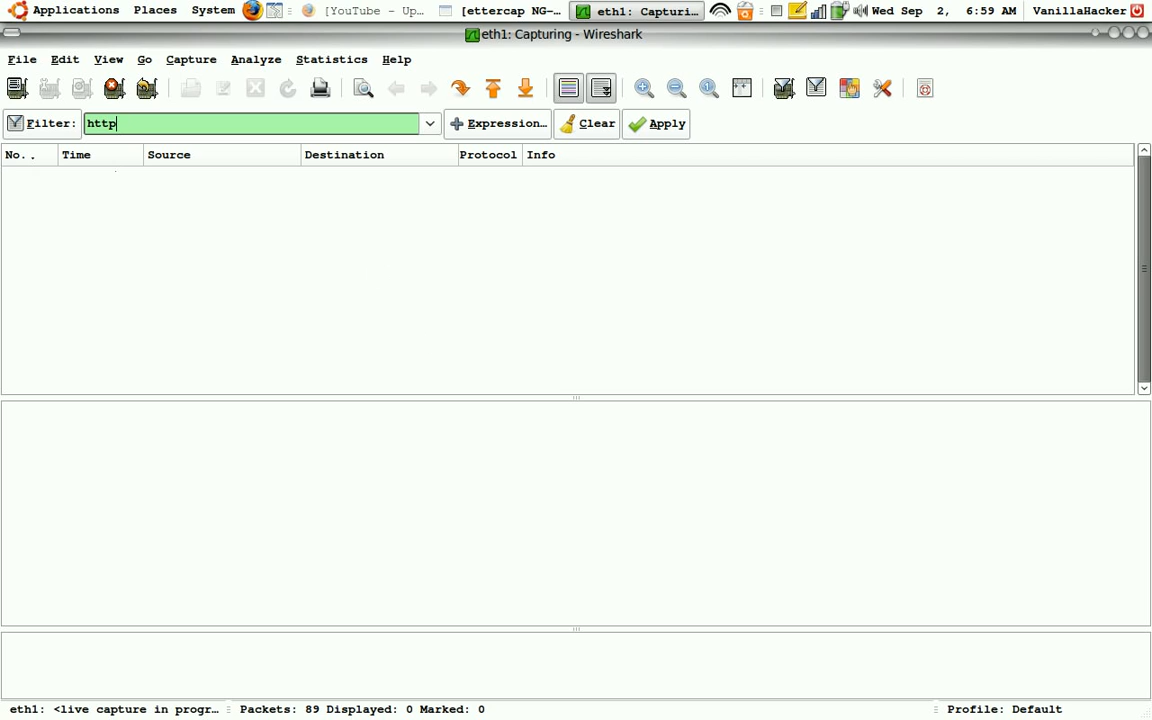 Applications Places System [YouTube - Up... [ettercap NG-... eth1: Capturi... Wed Sep 2, 6:59 AM VanillaHacker
eth1: Capturing - Wireshark
File Edit View Go Capture Analyze Statistics Help
Filter: http Expression... Clear Apply
No. . Time Source Destination Protocol Info
eth1: <live capture in progr... Packets: 89 Displayed: 0 Marked: 0 Profile: Default